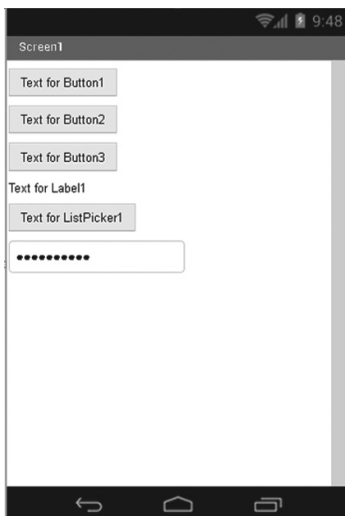 9:48
Screen1
Text for Button1
Text for Button2
Text for Button3
Text for Label1
Text for ListPicker1
••••••••••